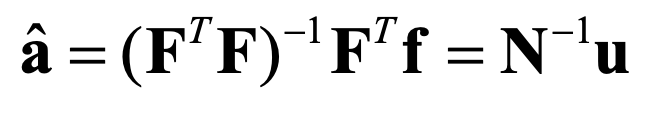 â = (FᵀF)⁻¹Fᵀf = N⁻¹u